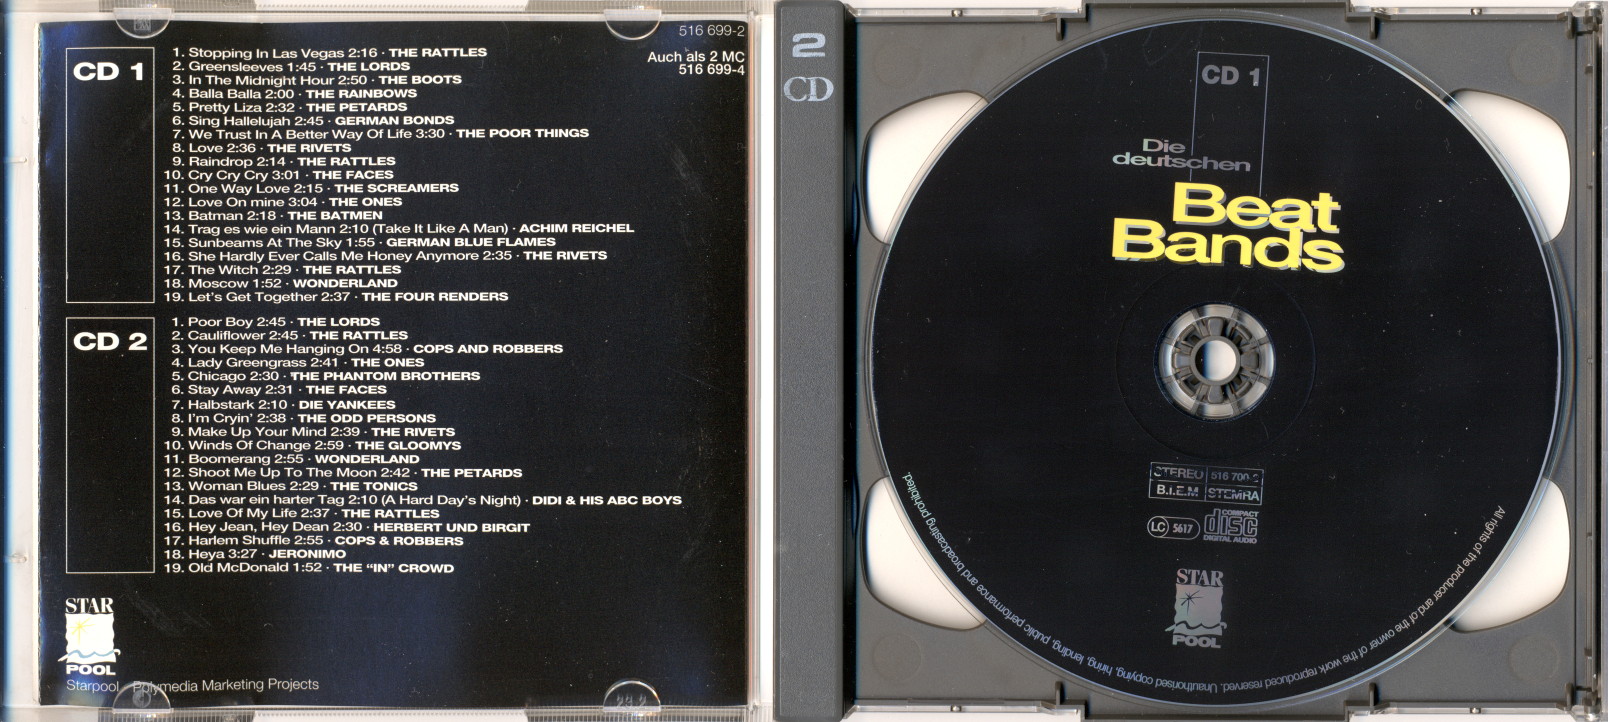 516 699-2
Auch als 2 MC
516 699-4
CD 1
1. Stopping In Las Vegas 2:16 · THE RATTLES
2. Greensleeves 1:45 · THE LORDS
3. In The Midnight Hour 2:50 · THE BOOTS
4. Balla Balla 2:00 · THE RAINBOWS
5. Pretty Liza 2:32 · THE PETARDS
6. Sing Hallelujah 2:45 · GERMAN BONDS
7. We Trust In A Better Way Of Life 3:30 · THE POOR THINGS
8. Love 2:36 · THE RIVETS
9. Raindrop 2:14 · THE RATTLES
10. Cry Cry Cry 3:01 · THE FACES
11. One Way Love 2:15 · THE SCREAMERS
12. Love On mine 3:04 · THE ONES
13. Batman 2:18 · THE BATMEN
14. Trag es wie ein Mann 2:10 (Take It Like A Man) · ACHIM REICHEL
15. Sunbeams At The Sky 1:55 · GERMAN BLUE FLAMES
16. She Hardly Ever Calls Me Honey Anymore 2:35 · THE RIVETS
17. The Witch 2:29 · THE RATTLES
18. Moscow 1:52 · WONDERLAND
19. Let's Get Together 2:37 · THE FOUR RENDERS
CD 2
1. Poor Boy 2:45 · THE LORDS
2. Cauliflower 2:45 · THE RATTLES
3. You Keep Me Hanging On 4:58 · COPS AND ROBBERS
4. Lady Greengrass 2:41 · THE ONES
5. Chicago 2:30 · THE PHANTOM BROTHERS
6. Stay Away 2:31 · THE FACES
7. Halbstark 2:10 · DIE YANKEES
8. I'm Cryin' 2:38 · THE ODD PERSONS
9. Make Up Your Mind 2:39 · THE RIVETS
10. Winds Of Change 2:59 · THE GLOOMYS
11. Boomerang 2:55 · WONDERLAND
12. Shoot Me Up To The Moon 2:42 · THE PETARDS
13. Woman Blues 2:29 · THE TONICS
14. Das war ein harter Tag 2:10 (A Hard Day's Night) · DIDI & HIS ABC BOYS
15. Love Of My Life 2:37 · THE RATTLES
16. Hey Jean, Hey Dean 2:30 · HERBERT UND BIRGIT
17. Harlem Shuffle 2:55 · COPS & ROBBERS
18. Heya 3:27 · JERONIMO
19. Old McDonald 1:52 · THE “IN” CROWD
STAR
POOL
Starpool Polymedia Marketing Projects
2
CD
CD 1
Die
deutschen
Beat
Bands
STEREO 516 700-2
B.I.E.M STEMRA
LC 5617
COMPACT
disc
DIGITAL AUDIO
STAR
POOL
All rights of the producer and of the owner of the work reproduced reserved. Unauthorised copying, hiring, lending, public performance and broadcasting prohibited.